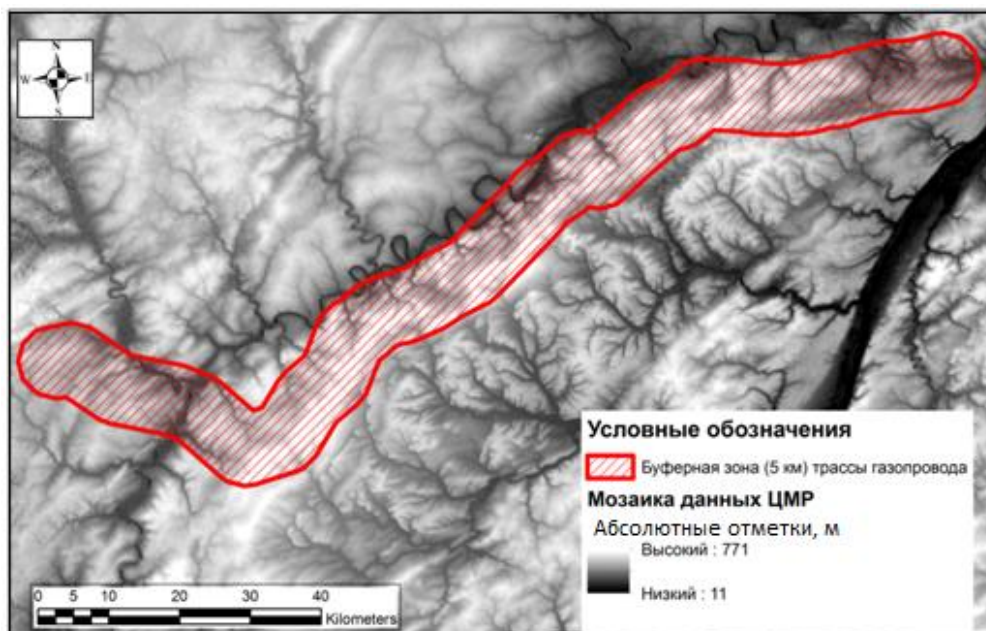 N
W E
S
Условные обозначения
Буферная зона (5 км) трассы газопровода
Мозаика данных ЦМР
Абсолютные отметки, м
Высокий : 771
Низкий : 11
0 5 10 20 30 40
Kilometers